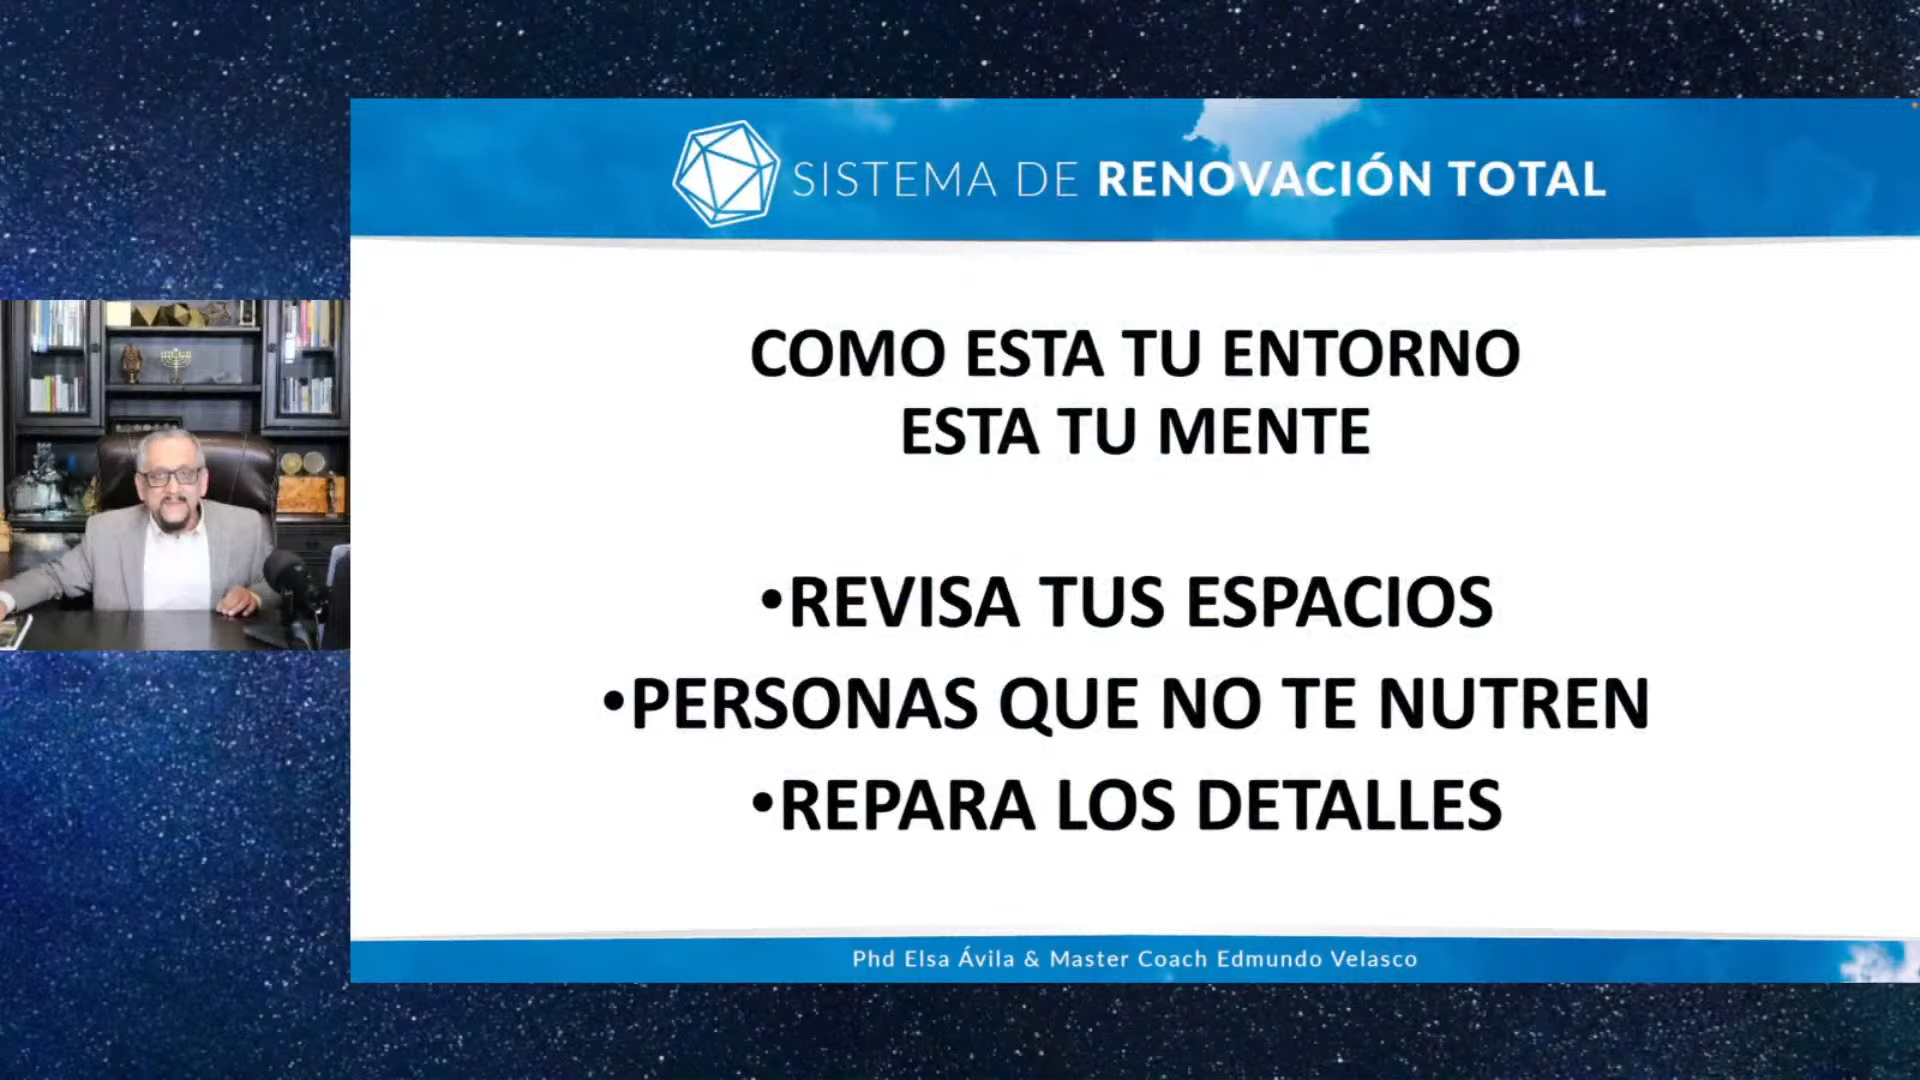 SISTEMA DE RENOVACIÓN TOTAL
COMO ESTA TU ENTORNO
ESTA TU MENTE
•REVISA TUS ESPACIOS
•PERSONAS QUE NO TE NUTREN
•REPARA LOS DETALLES
Phd Elsa Ávila & Master Coach Edmundo Velasco